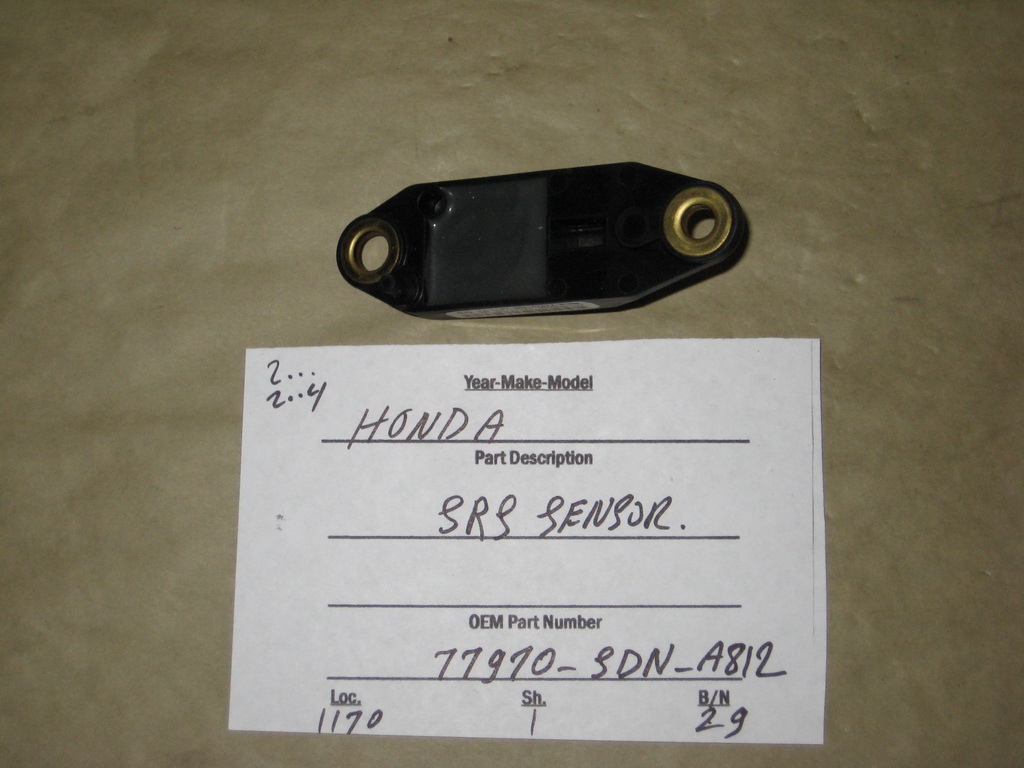 2...
2..4
Year-Make-Model
HONDA
Part Description
SRS SENSOR.
OEM Part Number
77970-SDN-A812
Loc. Sh. B/N
1170 1 29